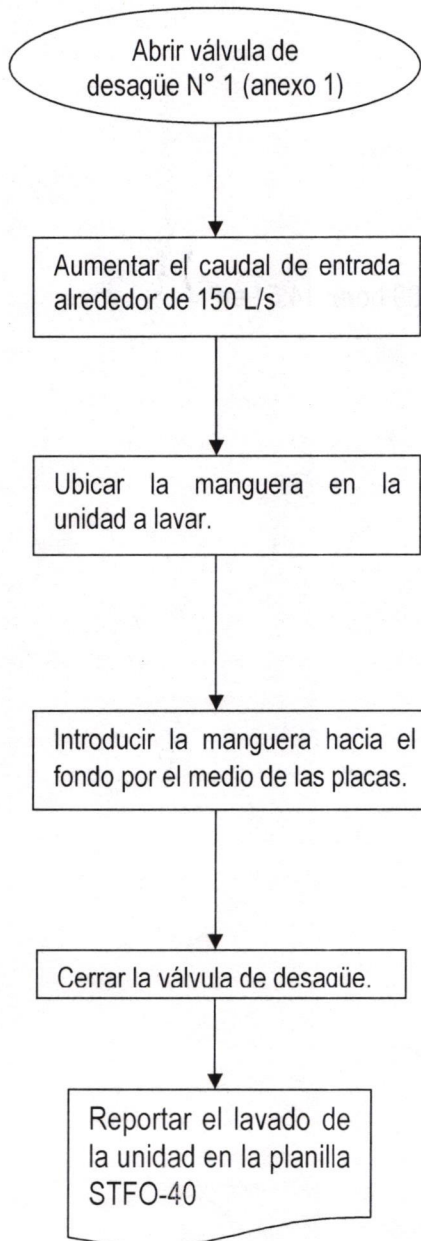 Abrir válvula de
desagüe N° 1 (anexo 1)
Aumentar el caudal de entrada
alrededor de 150 L/s
Ubicar la manguera en la
unidad a lavar.
Introducir la manguera hacia el
fondo por el medio de las placas.
Cerrar la válvula de desagüe.
Reportar el lavado de
la unidad en la planilla
STFO-40